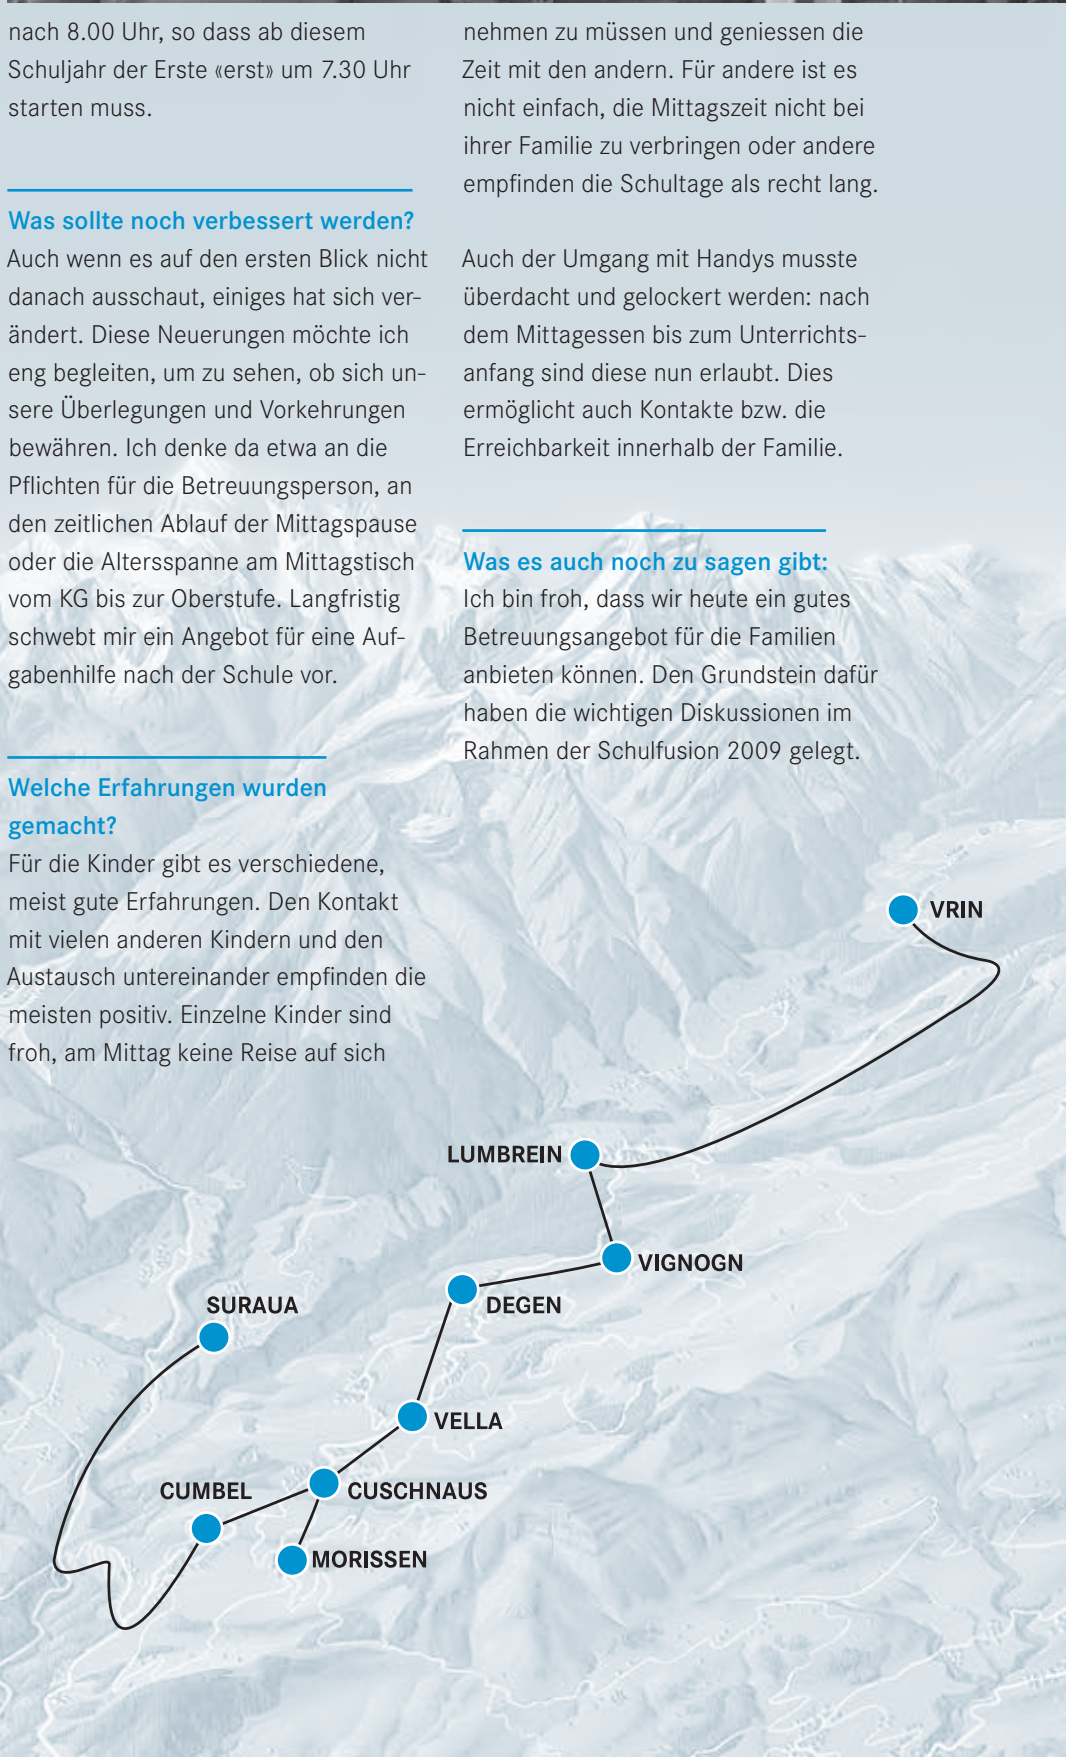 nach 8.00 Uhr, so dass ab diesem
Schuljahr der Erste «erst» um 7.30 Uhr
starten muss.
Was sollte noch verbessert werden?
Auch wenn es auf den ersten Blick nicht
danach ausschaut, einiges hat sich ver-
ändert. Diese Neuerungen möchte ich
eng begleiten, um zu sehen, ob sich un-
sere Überlegungen und Vorkehrungen
bewähren. Ich denke da etwa an die
Pflichten für die Betreuungsperson, an
den zeitlichen Ablauf der Mittagspause
oder die Altersspanne am Mittagstisch
vom KG bis zur Oberstufe. Langfristig
schwebt mir ein Angebot für eine Auf-
gabenhilfe nach der Schule vor.
Welche Erfahrungen wurden
gemacht?
Für die Kinder gibt es verschiedene,
meist gute Erfahrungen. Den Kontakt
mit vielen anderen Kindern und den
Austausch untereinander empfinden die
meisten positiv. Einzelne Kinder sind
froh, am Mittag keine Reise auf sich
nehmen zu müssen und geniessen die
Zeit mit den andern. Für andere ist es
nicht einfach, die Mittagszeit nicht bei
ihrer Familie zu verbringen oder andere
empfinden die Schultage als recht lang.
Auch der Umgang mit Handys musste
überdacht und gelockert werden: nach
dem Mittagessen bis zum Unterrichts-
anfang sind diese nun erlaubt. Dies
ermöglicht auch Kontakte bzw. die
Erreichbarkeit innerhalb der Familie.
Was es auch noch zu sagen gibt:
Ich bin froh, dass wir heute ein gutes
Betreuungsangebot für die Familien
anbieten können. Den Grundstein dafür
haben die wichtigen Diskussionen im
Rahmen der Schulfusion 2009 gelegt.
VRIN
LUMBREIN
VIGNOGN
DEGEN
SURAUA
VELLA
CUMBEL
CUSCHNAUS
MORISSEN